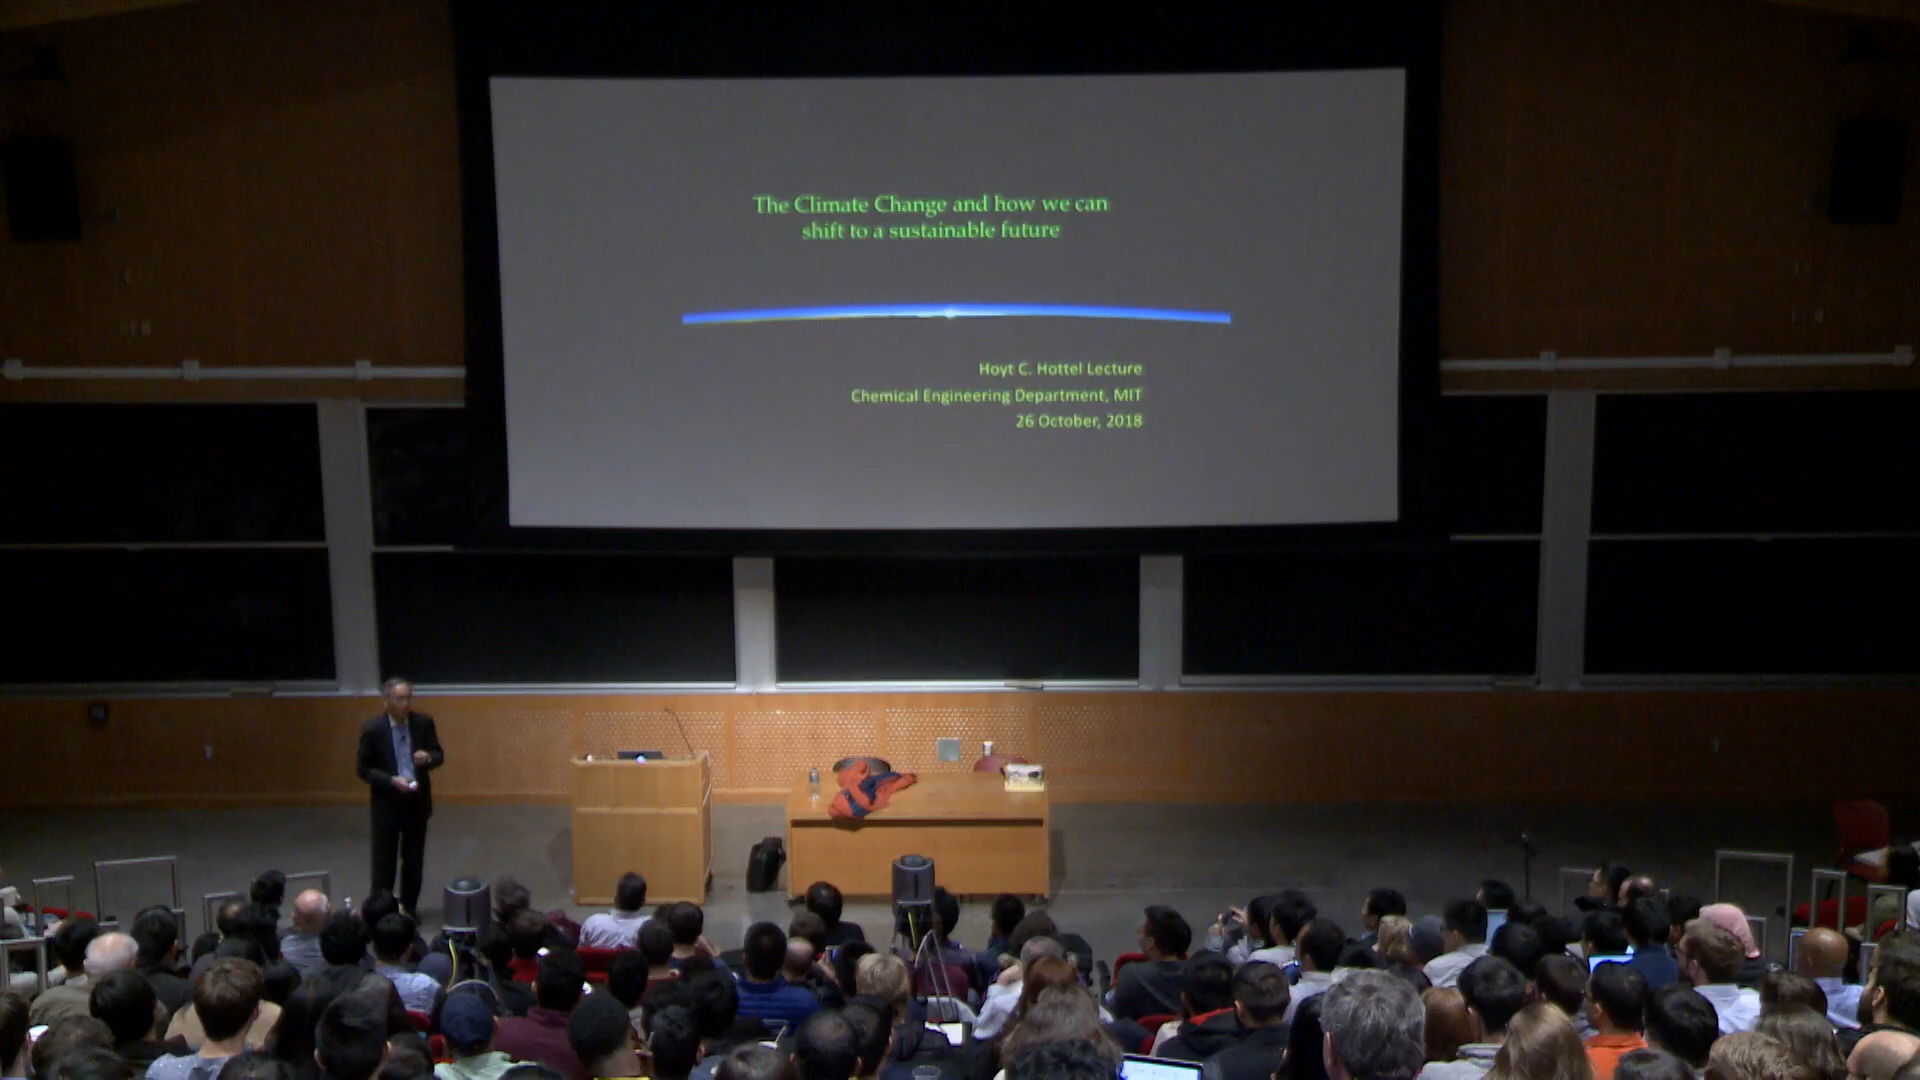 The Climate Change and how we can
shift to a sustainable future
Hoyt C. Hottel Lecture
Chemical Engineering Department, MIT
26 October, 2018